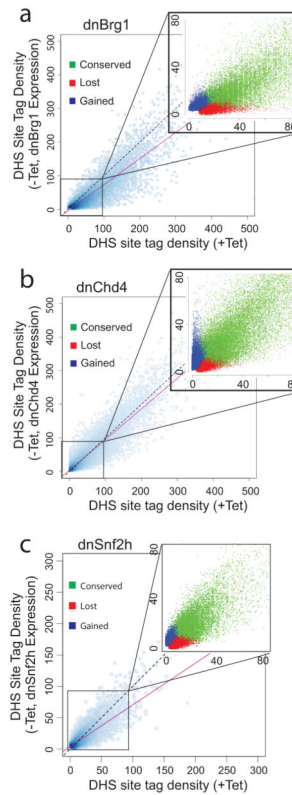 a
dnBrg1
Conserved
Lost
Gained
DHS Site Tag Density
(-Tet, dnBrg1 Expression)
500
400
300
200
100
0
0 100 200 300 400 500
DHS site tag density (+Tet)
80
40
0
0 40 80
b
dnChd4
Conserved
Lost
Gained
DHS Site Tag Density
(-Tet, dnChd4 Expression)
500
400
300
200
100
0
0 100 200 300 400 500
DHS site tag density (+Tet)
80
40
0
0 40 80
c
dnSnf2h
Conserved
Lost
Gained
DHS Site Tag Density
(-Tet, dnSnf2h Expression)
300
250
200
150
100
50
0
0 50 100 150 200 250 300
DHS site tag density (+Tet)
80
40
0
0 40 80